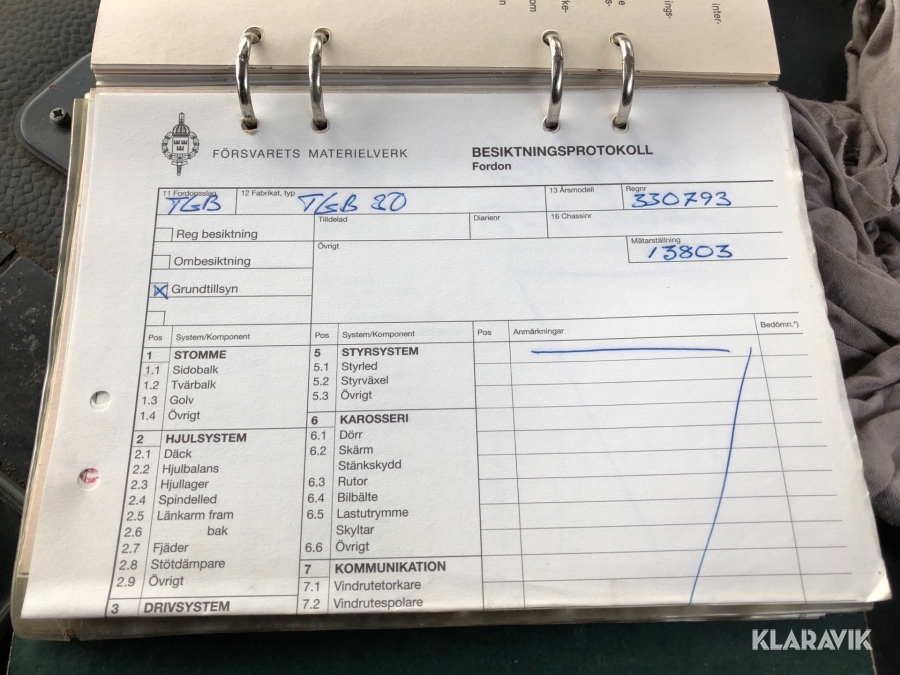 inter-
ings-
e
s-
ke-
om
n
FÖRSVARETS MATERIELVERK
BESIKTNINGSPROTOKOLL
Fordon
11 Fordonsslag
TGB
12 Fabrikat, typ
TGB 30
13 Årsmodell
Regnr
330793
Tilldelad
Diarienr
16 Chassinr
Reg besiktning
Övrigt
Mätarställning
13803
Ombesiktning
Grundtillsyn
Pos System/Komponent Pos System/Komponent Pos Anmärkningar Bedömn.*)
1 STOMME
1.1 Sidobalk
1.2 Tvärbalk
1.3 Golv
1.4 Övrigt
2 HJULSYSTEM
2.1 Däck
2.2 Hjulbalans
2.3 Hjullager
2.4 Spindelled
2.5 Länkarm fram
2.6 bak
2.7 Fjäder
2.8 Stötdämpare
2.9 Övrigt
3 DRIVSYSTEM
5 STYRSYSTEM
5.1 Styrled
5.2 Styrväxel
5.3 Övrigt
6 KAROSSERI
6.1 Dörr
6.2 Skärm
Stänkskydd
6.3 Rutor
6.4 Bilbälte
6.5 Lastutrymme
Skyltar
6.6 Övrigt
7 KOMMUNIKATION
7.1 Vindrutetorkare
7.2 Vindrutespolare
KLARAVIK